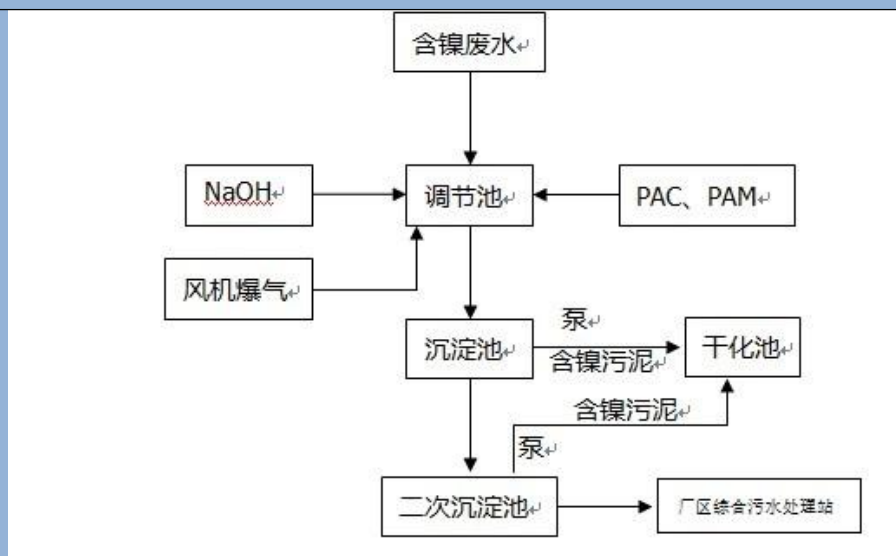 含镍废水
NaOH
调节池
PAC、PAM
风机爆气
沉淀池
泵
含镍污泥
干化池
含镍污泥
泵
二次沉淀池
厂区综合污水处理站